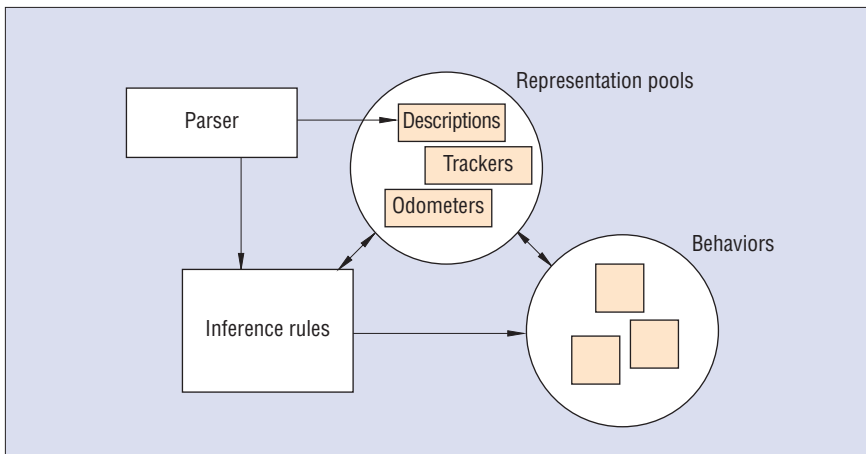 Representation pools
Parser
Descriptions
Trackers
Odometers
Behaviors
Inference rules